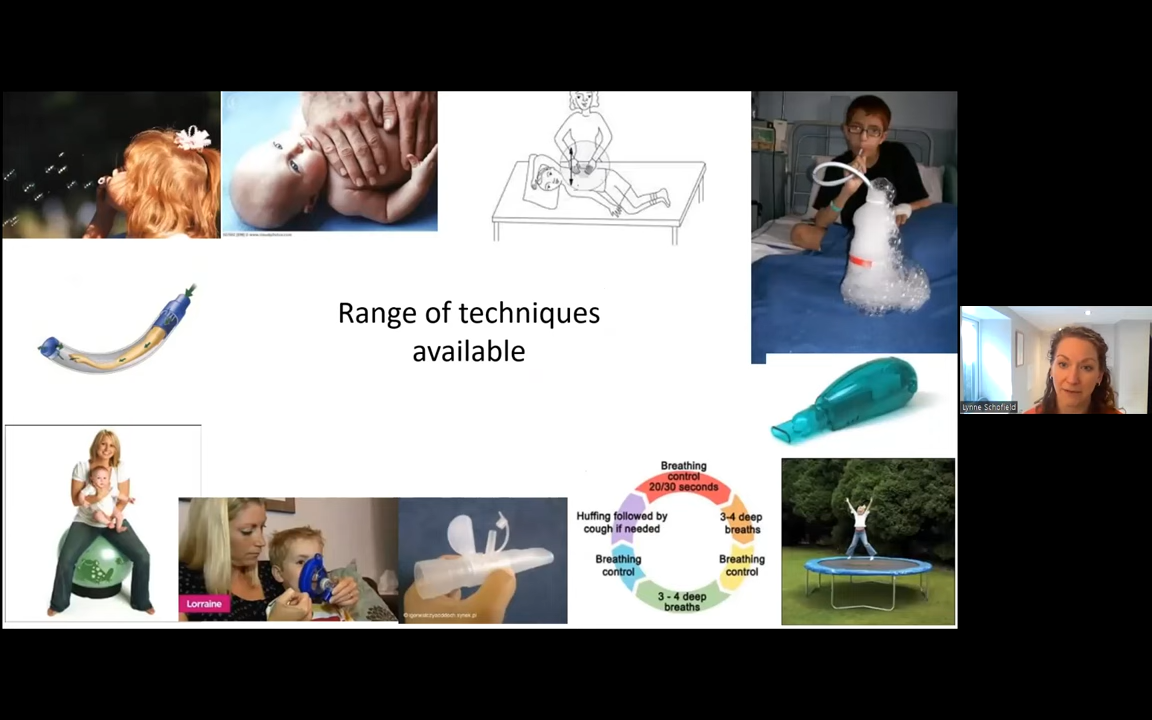 Range of techniques
available
Lynne Schofield
Breathing
control
20/30 seconds
Huffing followed by
cough if needed
3-4 deep
breaths
Breathing
control
Breathing
control
3 - 4 deep
breaths
Lorraine